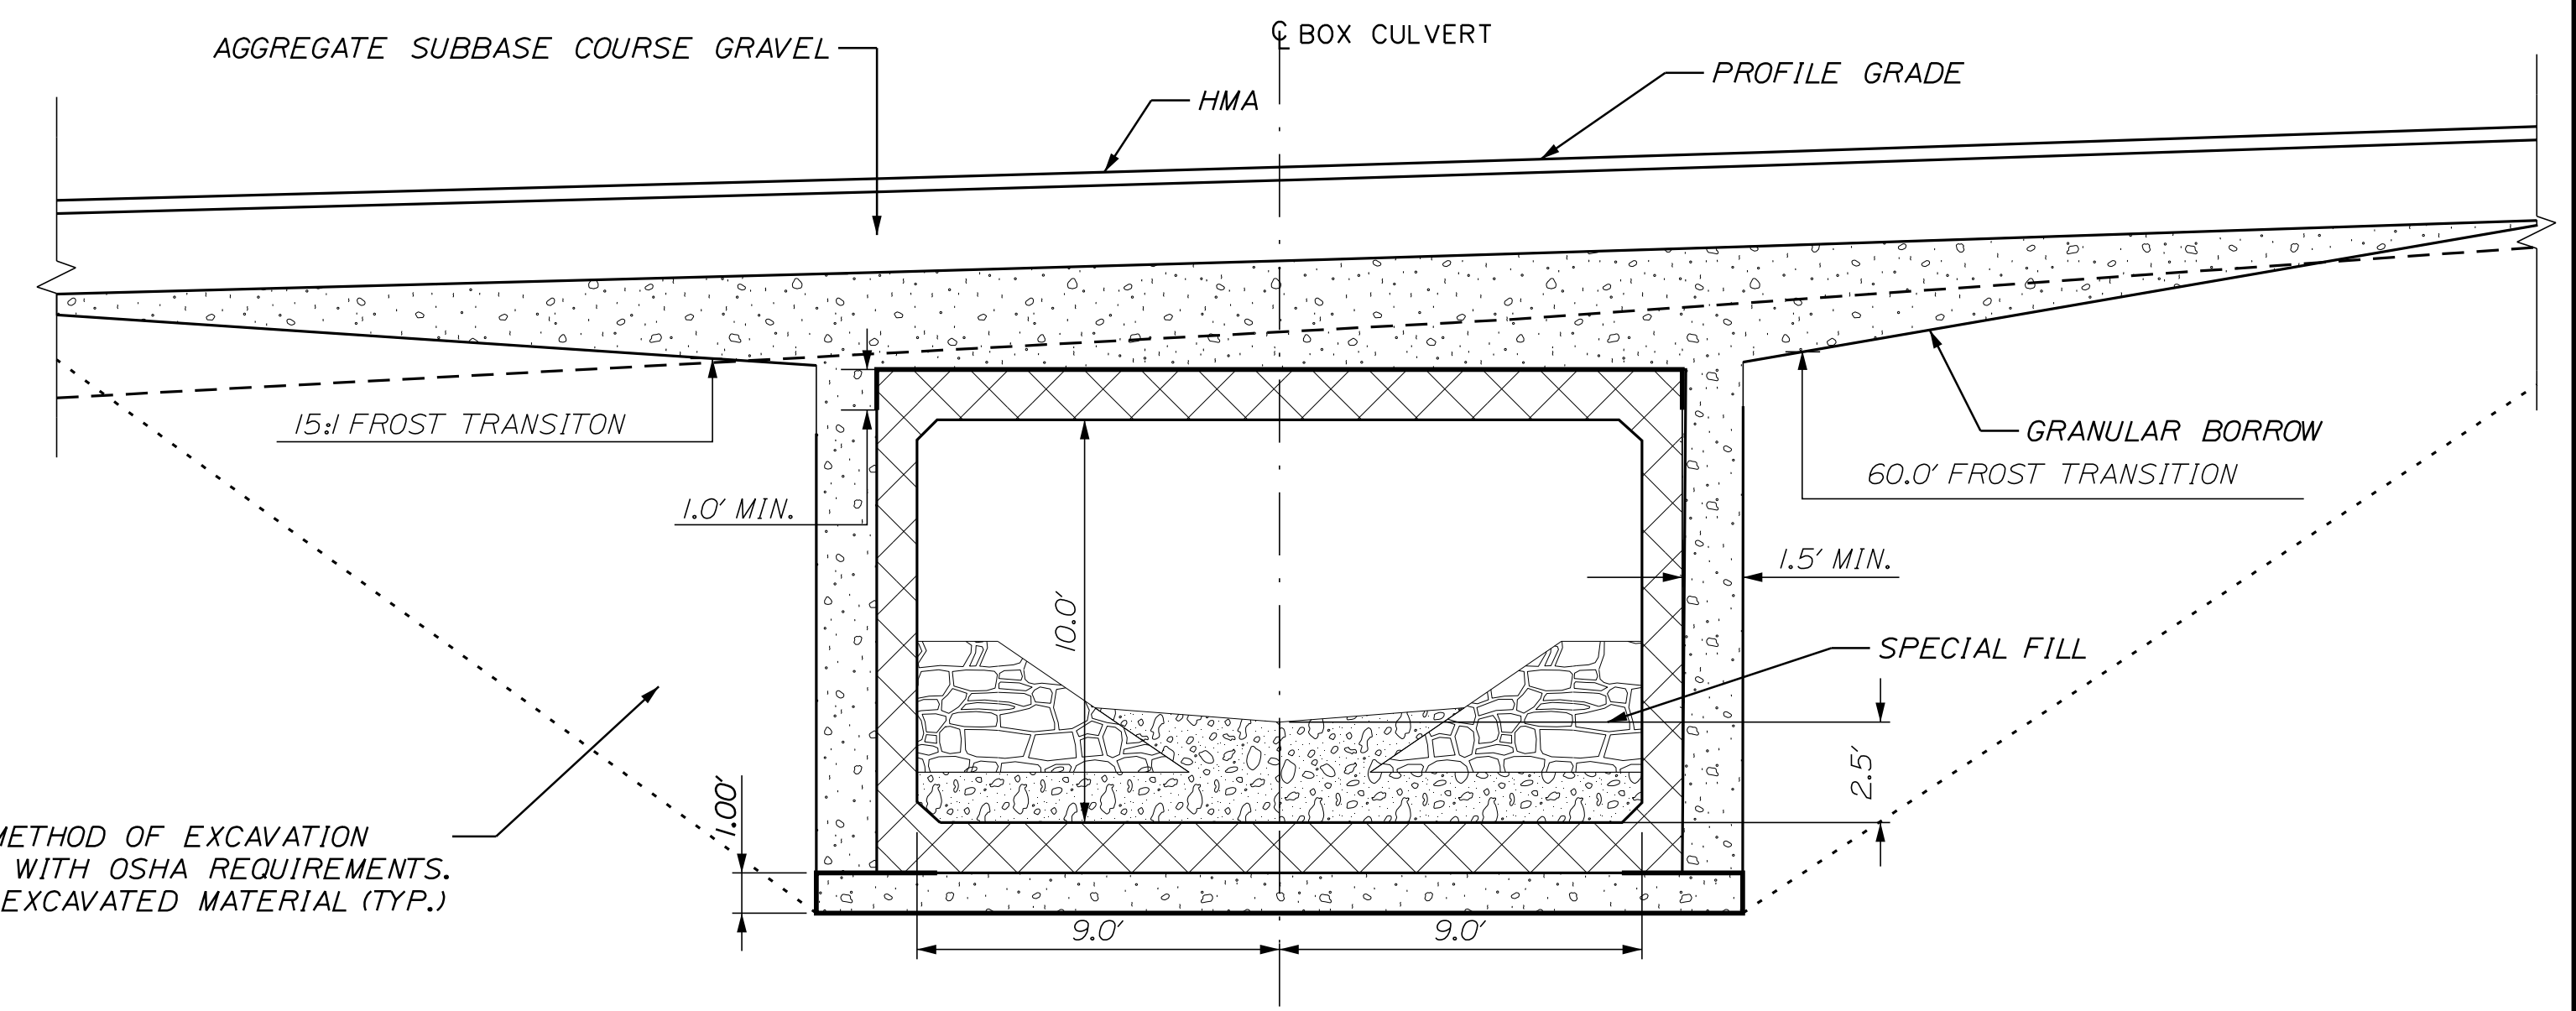 ℄ BOX CULVERT
AGGREGATE SUBBASE COURSE GRAVEL
PROFILE GRADE
HMA
15:1 FROST TRANSITON
GRANULAR BORROW
60.0' FROST TRANSITION
1.0' MIN.
1.5' MIN.
10.0'
SPECIAL FILL
2.5'
1.00'
METHOD OF EXCAVATION
WITH OSHA REQUIREMENTS.
EXCAVATED MATERIAL (TYP.)
9.0'
9.0'